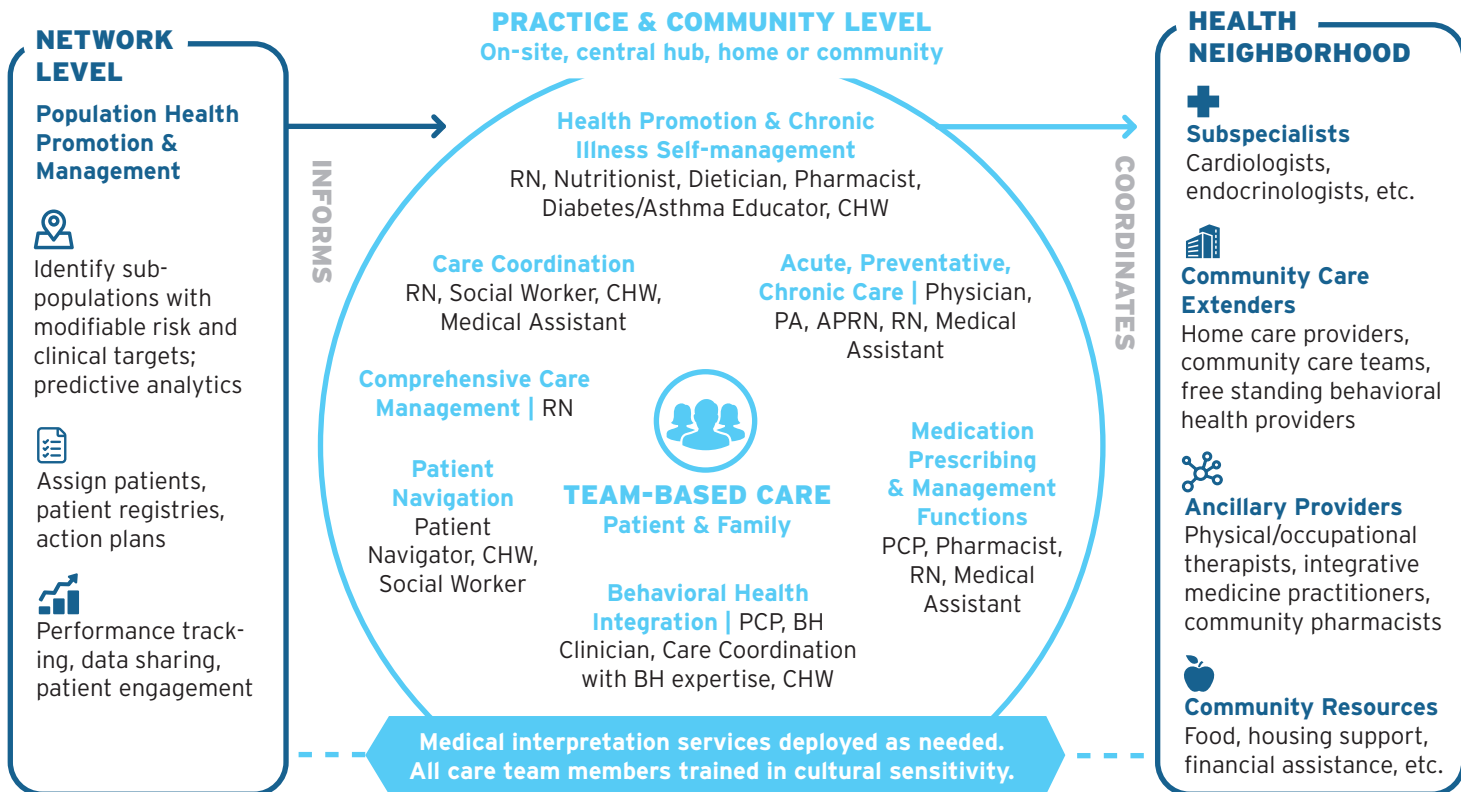 NETWORK
LEVEL
Population Health
Promotion &
Management
Identify sub-
populations with
modifiable risk and
clinical targets;
predictive analytics
Assign patients,
patient registries,
action plans
Performance track-
ing, data sharing,
patient engagement
INFORMS
PRACTICE & COMMUNITY LEVEL
On-site, central hub, home or community
Health Promotion & Chronic
Illness Self-management
RN, Nutritionist, Dietician, Pharmacist,
Diabetes/Asthma Educator, CHW
Care Coordination
RN, Social Worker, CHW,
Medical Assistant
Acute, Preventative,
Chronic Care | Physician,
PA, APRN, RN, Medical
Assistant
Comprehensive Care
Management | RN
Patient
Navigation
Patient
Navigator, CHW,
Social Worker
TEAM-BASED CARE
Patient & Family
Medication
Prescribing
& Management
Functions
PCP, Pharmacist,
RN, Medical
Assistant
Behavioral Health
Integration | PCP, BH
Clinician, Care Coordination
with BH expertise, CHW
Medical interpretation services deployed as needed.
All care team members trained in cultural sensitivity.
COORDINATES
HEALTH
NEIGHBORHOOD
Subspecialists
Cardiologists,
endocrinologists, etc.
Community Care
Extenders
Home care providers,
community care teams,
free standing behavioral
health providers
Ancillary Providers
Physical/occupational
therapists, integrative
medicine practitioners,
community pharmacists
Community Resources
Food, housing support,
financial assistance, etc.